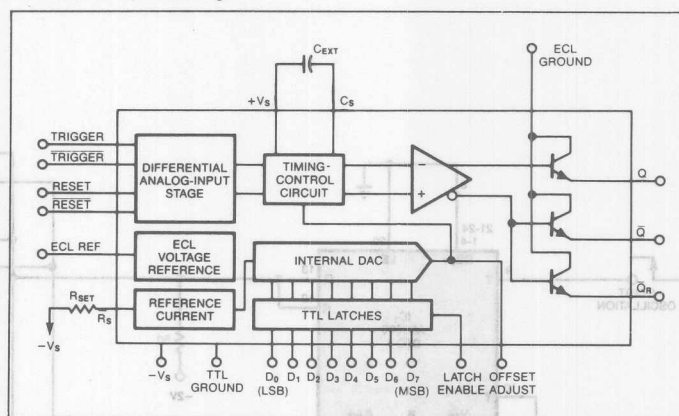 CEXT
ECL
GROUND
+VS
CS
TRIGGER
TRIGGER
RESET
RESET
DIFFERENTIAL
ANALOG-INPUT
STAGE
TIMING-
CONTROL
CIRCUIT
−
+
Q
Q̅
Q̅R
ECL REF
ECL
VOLTAGE
REFERENCE
INTERNAL DAC
RSET
REFERENCE
CURRENT
RS
TTL LATCHES
−VS
−VS
TTL
GROUND
D0
(LSB)
D1
D2
D3
D4
D5
D6
D7
(MSB)
LATCH
ENABLE
OFFSET
ADJUST